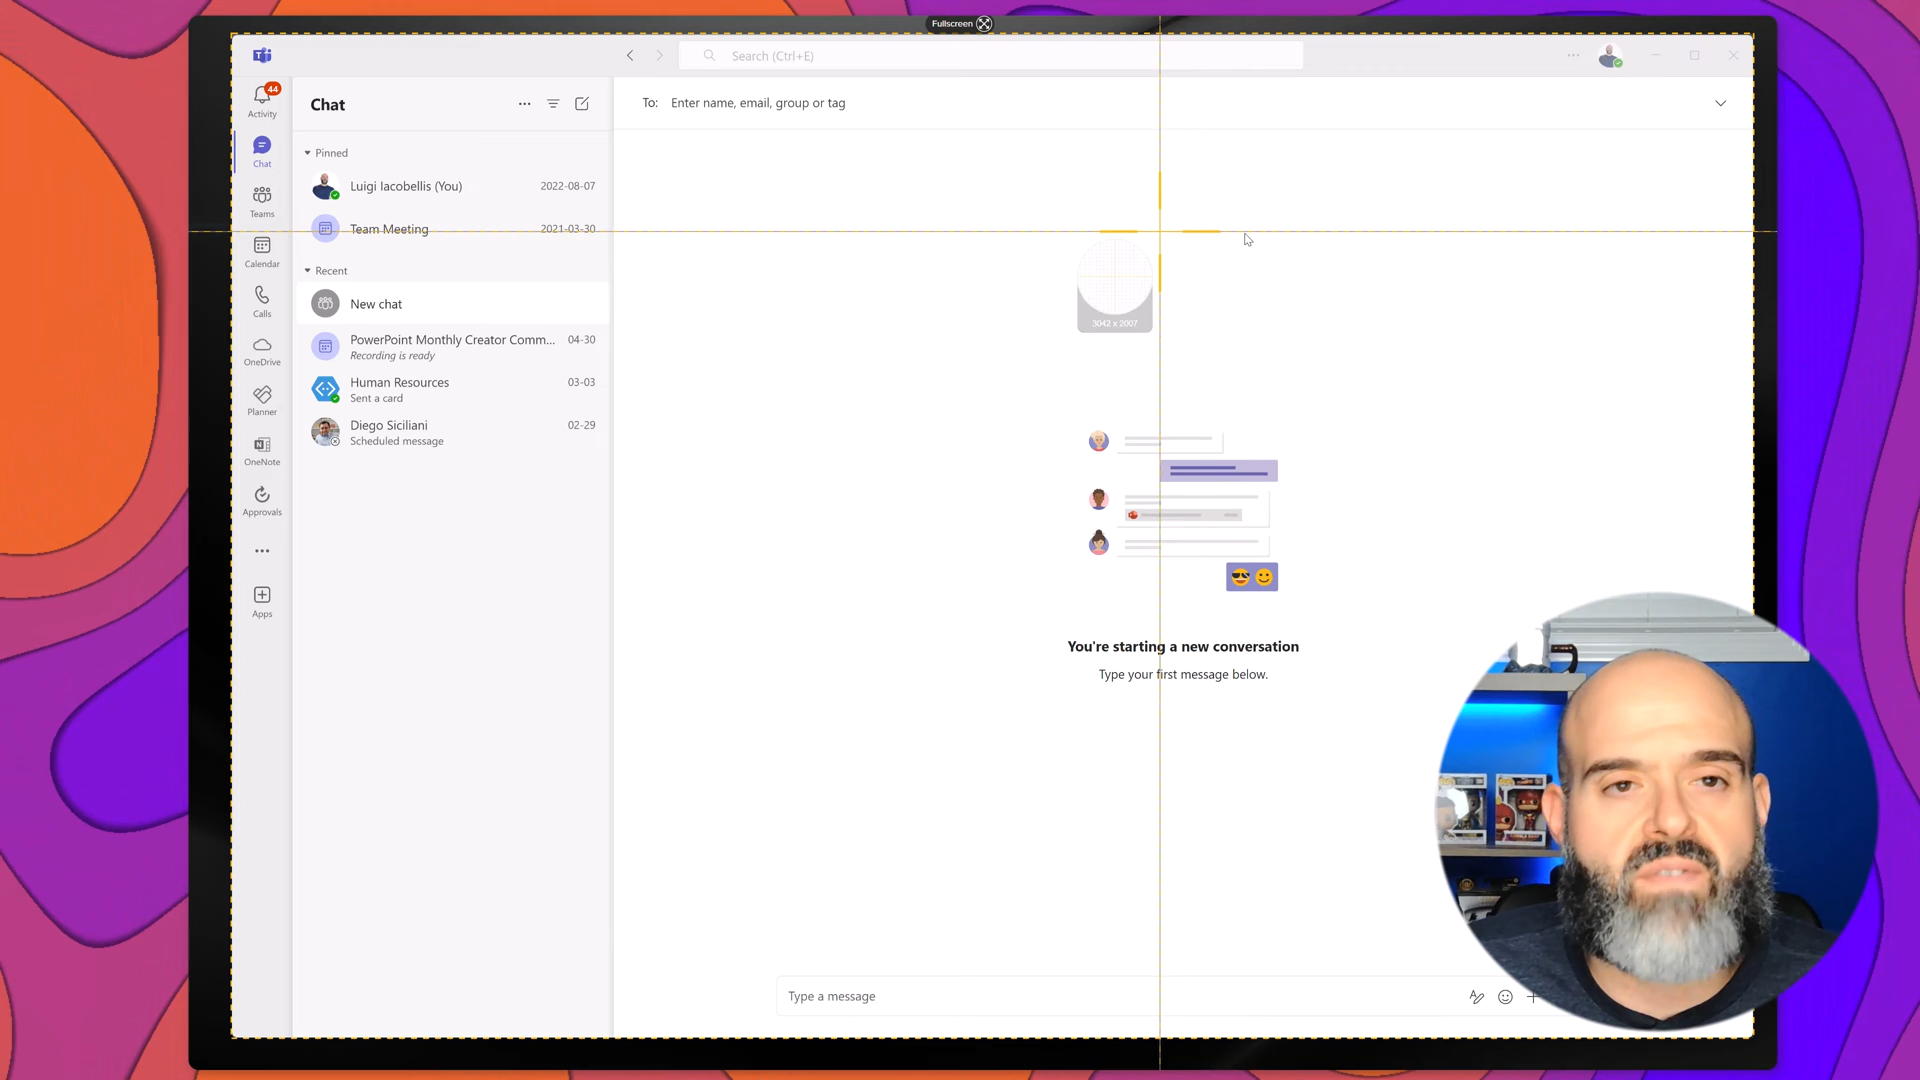 Fullscreen
Search (Ctrl+E)
44
Activity
Chat
Teams
Calendar
Calls
OneDrive
Planner
OneNote
Approvals
Apps
Chat
Pinned
Luigi Iacobellis (You) 2022-08-07
Team Meeting 2021-03-30
Recent
New chat
PowerPoint Monthly Creator Comm... 04-30
Recording is ready
Human Resources 03-03
Sent a card
Diego Siciliani 02-29
Scheduled message
To: Enter name, email, group or tag
3042 x 2007
You're starting a new conversation
Type your first message below.
Type a message